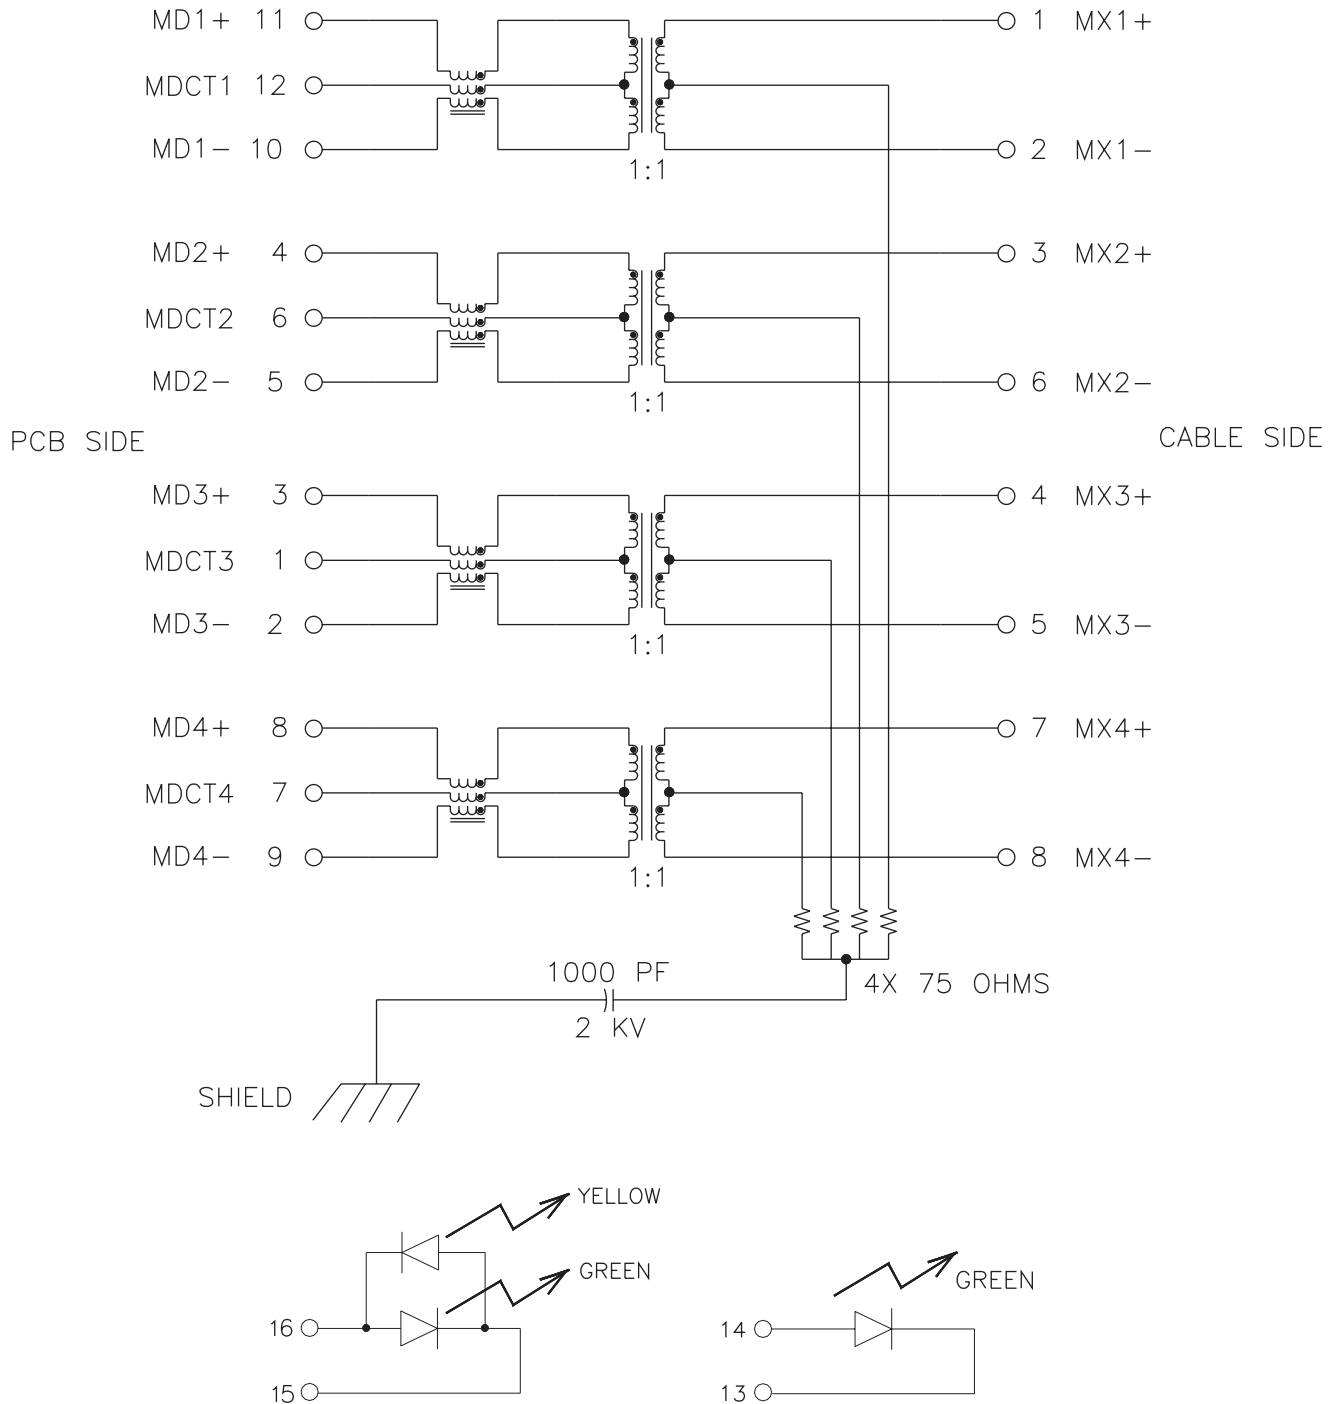 MD1+ 11 1 MX1+
MDCT1 12
MD1- 10 2 MX1-
1:1
MD2+ 4 3 MX2+
MDCT2 6
MD2- 5 6 MX2-
1:1
PCB SIDE CABLE SIDE
MD3+ 3 4 MX3+
MDCT3 1
MD3- 2 5 MX3-
1:1
MD4+ 8 7 MX4+
MDCT4 7
MD4- 9 8 MX4-
1:1
1000 PF
4X 75 OHMS
2 KV
SHIELD
YELLOW
GREEN
GREEN
16
14
15
13